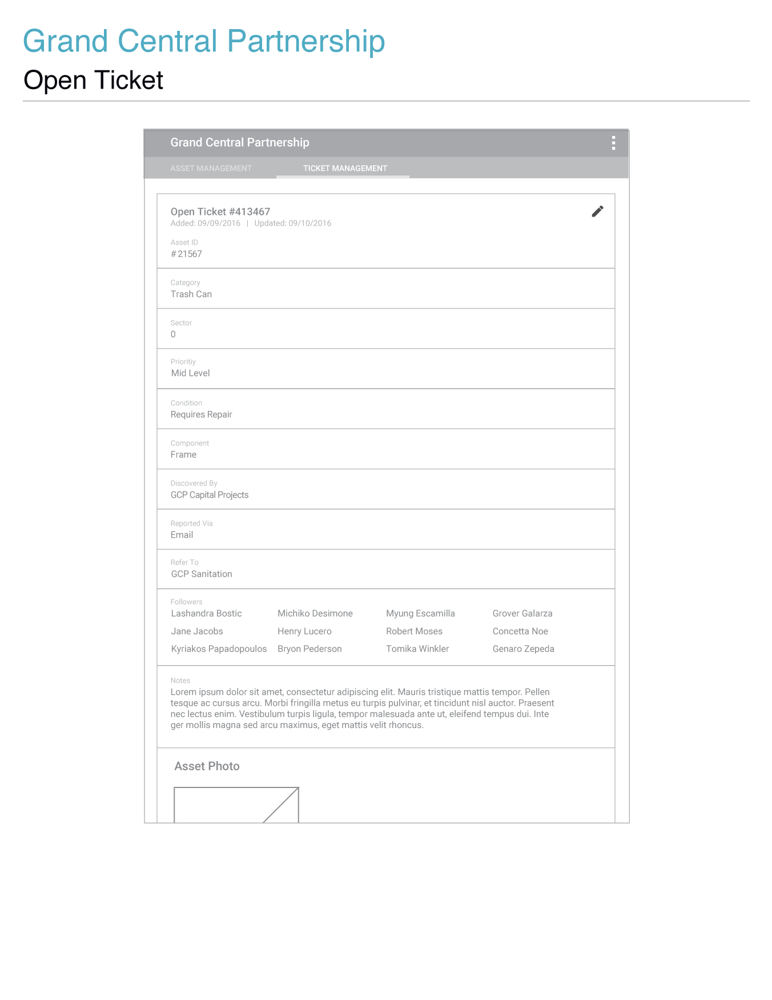 Grand Central Partnership
Open Ticket
Grand Central Partnership
ASSET MANAGEMENT TICKET MANAGEMENT
Open Ticket #413467
Added: 09/09/2016 | Updated: 09/10/2016
Asset ID
# 21567
Category
Trash Can
Sector
0
Prioritiy
Mid Level
Condition
Requires Repair
Component
Frame
Discovered By
GCP Capital Projects
Reported Via
Email
Refer To
GCP Sanitation
Followers
Lashandra Bostic Michiko Desimone Myung Escamilla Grover Galarza
Jane Jacobs Henry Lucero Robert Moses Concetta Noe
Kyriakos Papadopoulos Bryon Pederson Tomika Winkler Genaro Zepeda
Notes
Lorem ipsum dolor sit amet, consectetur adipiscing elit. Mauris tristique mattis tempor. Pellen
tesque ac cursus arcu. Morbi fringilla metus eu turpis pulvinar, et tincidunt nisl auctor. Praesent
nec lectus enim. Vestibulum turpis ligula, tempor malesuada ante ut, eleifend tempus dui. Inte
ger mollis magna sed arcu maximus, eget mattis velit rhoncus.
Asset Photo